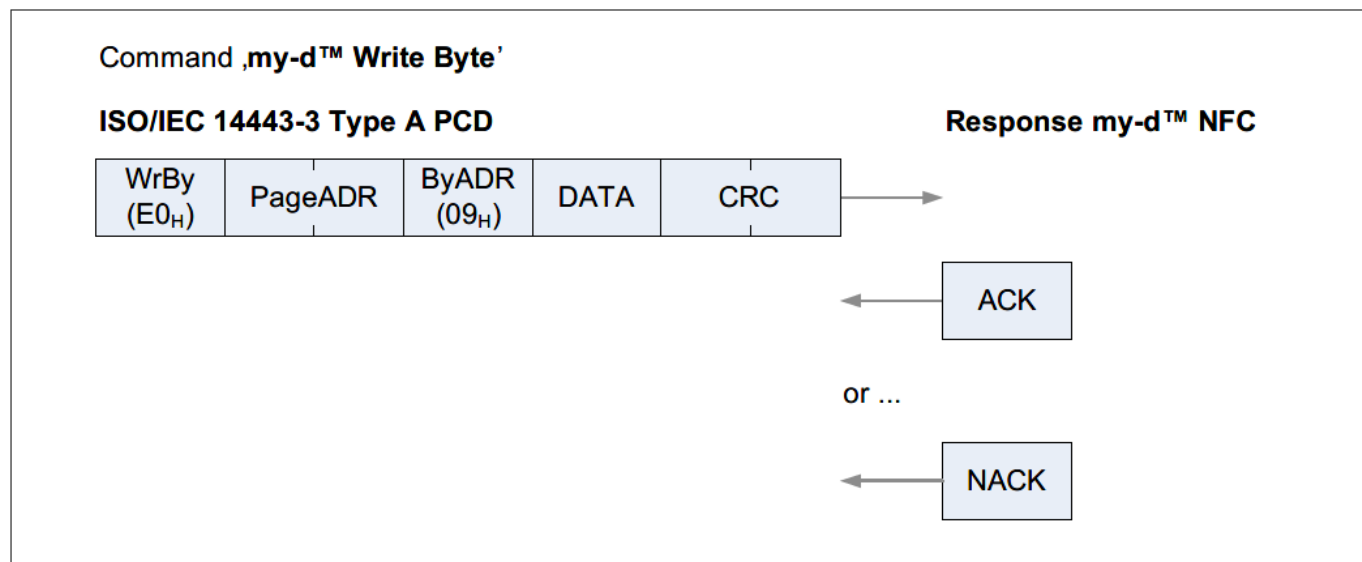 Command ‚my-d™ Write Byte’
ISO/IEC 14443-3 Type A PCD
Response my-d™ NFC
WrBy
(E0H)
PageADR
ByADR
(09H)
DATA
CRC
ACK
or ...
NACK